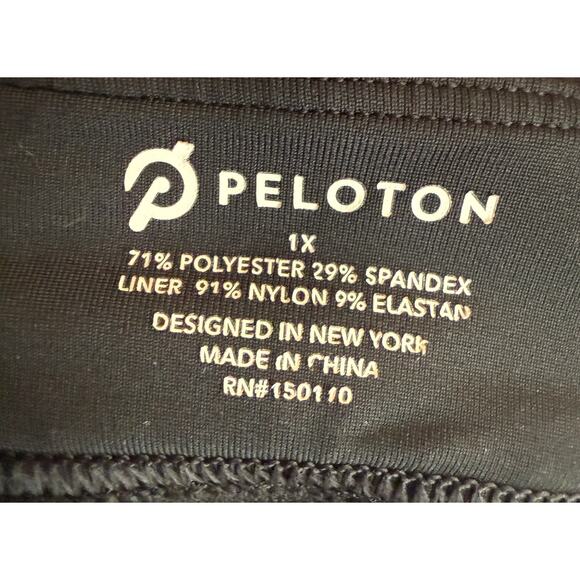 PELOTON
1X
71% POLYESTER 29% SPANDEX
LINER 91% NYLON 9% ELASTAN
DESIGNED IN NEW YORK
MADE IN CHINA
RN#150110